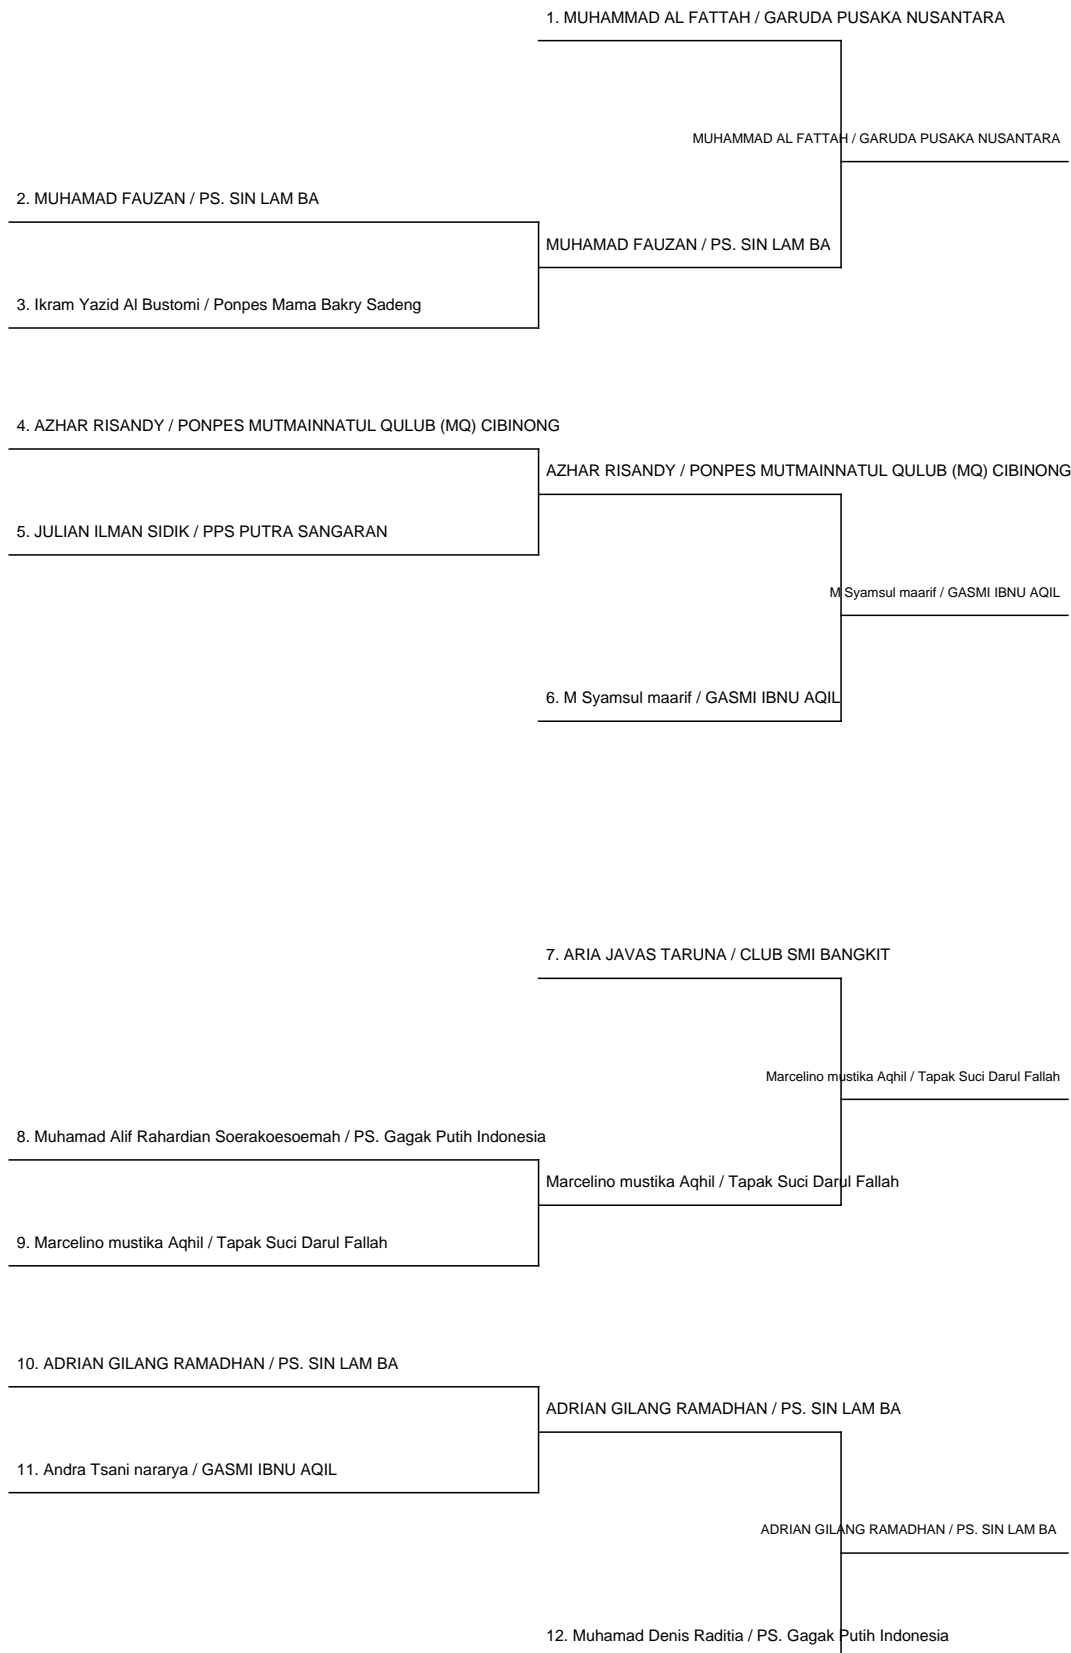 1. MUHAMMAD AL FATTAH / GARUDA PUSAKA NUSANTARA
MUHAMMAD AL FATTAH / GARUDA PUSAKA NUSANTARA
2. MUHAMAD FAUZAN / PS. SIN LAM BA
MUHAMAD FAUZAN / PS. SIN LAM BA
3. Ikram Yazid Al Bustomi / Ponpes Mama Bakry Sadeng
4. AZHAR RISANDY / PONPES MUTMAINNATUL QULUB (MQ) CIBINONG
AZHAR RISANDY / PONPES MUTMAINNATUL QULUB (MQ) CIBINONG
5. JULIAN ILMAN SIDIK / PPS PUTRA SANGARAN
M Syamsul maarif / GASMI IBNU AQIL
6. M Syamsul maarif / GASMI IBNU AQIL
7. ARIA JAVAS TARUNA / CLUB SMI BANGKIT
Marcelino mustika Aqhil / Tapak Suci Darul Fallah
8. Muhamad Alif Rahardian Soerakoesoemah / PS. Gagak Putih Indonesia
Marcelino mustika Aqhil / Tapak Suci Darul Fallah
9. Marcelino mustika Aqhil / Tapak Suci Darul Fallah
10. ADRIAN GILANG RAMADHAN / PS. SIN LAM BA
ADRIAN GILANG RAMADHAN / PS. SIN LAM BA
11. Andra Tsani nararya / GASMI IBNU AQIL
ADRIAN GILANG RAMADHAN / PS. SIN LAM BA
12. Muhamad Denis Raditia / PS. Gagak Putih Indonesia